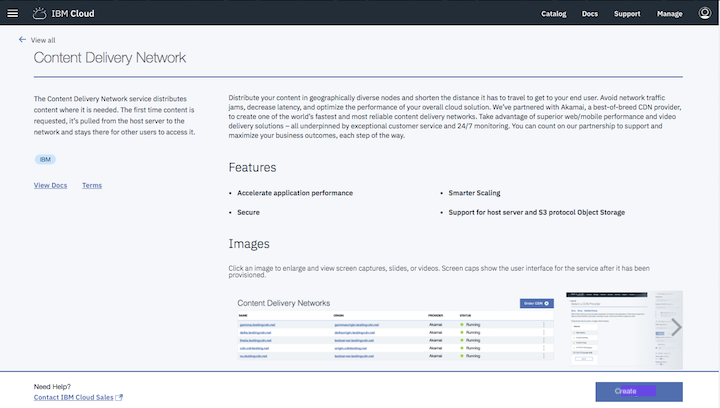 IBM Cloud
Catalog Docs Support Manage
View all
Content Delivery Network
The Content Delivery Network service distributes
content where it is needed. The first time content is
requested, it's pulled from the host server to the
network and stays there for other users to access it.
IBM
View Docs Terms
Distribute your content in geographically diverse nodes and shorten the distance it has to travel to get to your end user. Avoid network traffic
jams, decrease latency, and optimize the performance of your overall cloud solution. We've partnered with Akamai, a best-of-breed CDN provider,
to create one of the world's fastest and most reliable content delivery networks. Take advantage of superior web/mobile performance and video
delivery solutions – all underpinned by exceptional customer service and 24/7 monitoring. You can count on our partnership to support and
maximize your business outcomes, each step of the way.
Features
• Accelerate application performance
• Smarter Scaling
• Secure
• Support for host server and S3 protocol Object Storage
Images
Click an image to enlarge and view screen captures, slides, or videos. Screen caps show the user interface for the service after it has been
provisioned.
Content Delivery Networks
Order CDN
NAME ORIGIN PROVIDER STATUS
Akamai Running
Akamai Running
Akamai Running
Akamai Running
Akamai Running
Need Help?
Contact IBM Cloud Sales
Create